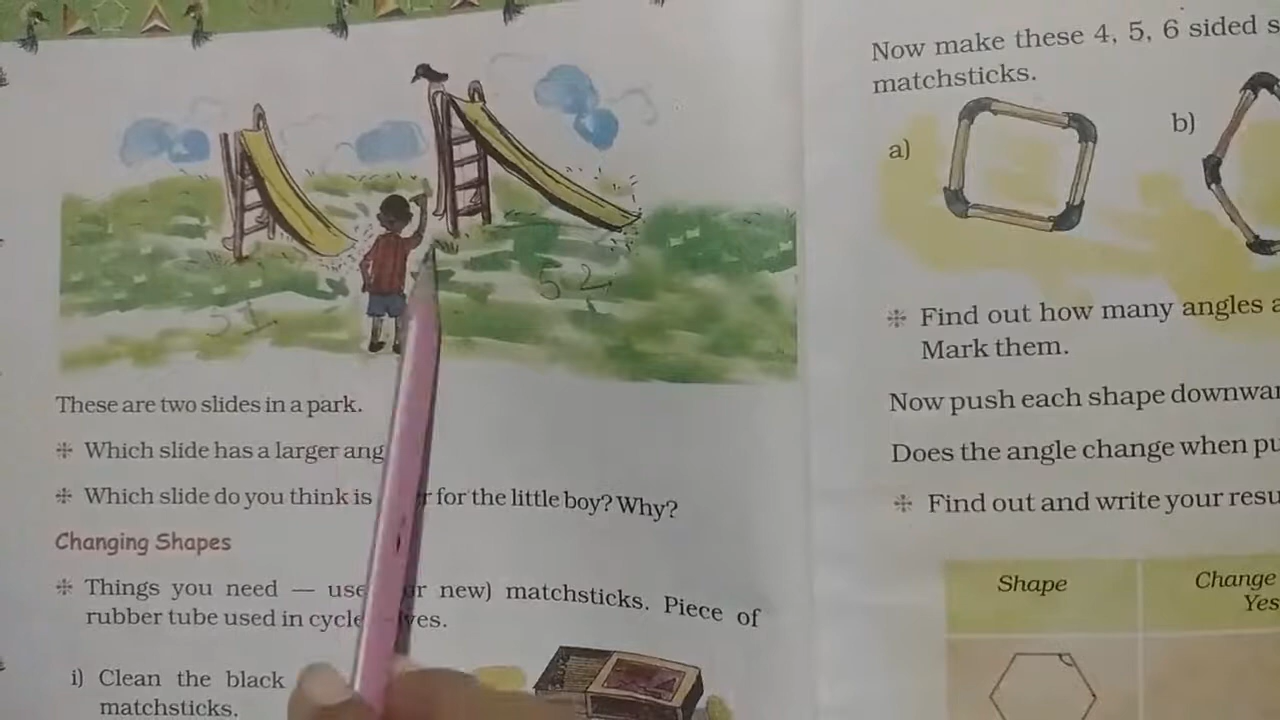 S1
S2
These are two slides in a park.
Which slide has a larger ang
Which slide do you think is for the little boy? Why?
Changing Shapes
Things you need — use new) matchsticks. Piece of
rubber tube used in cycle
i) Clean the black
matchsticks.
Now make these 4, 5, 6 sided s
matchsticks.
a)
b)
Find out how many angles a
Mark them.
Now push each shape downwar
Does the angle change when pu
Find out and write your resu
Shape
Change
Yes